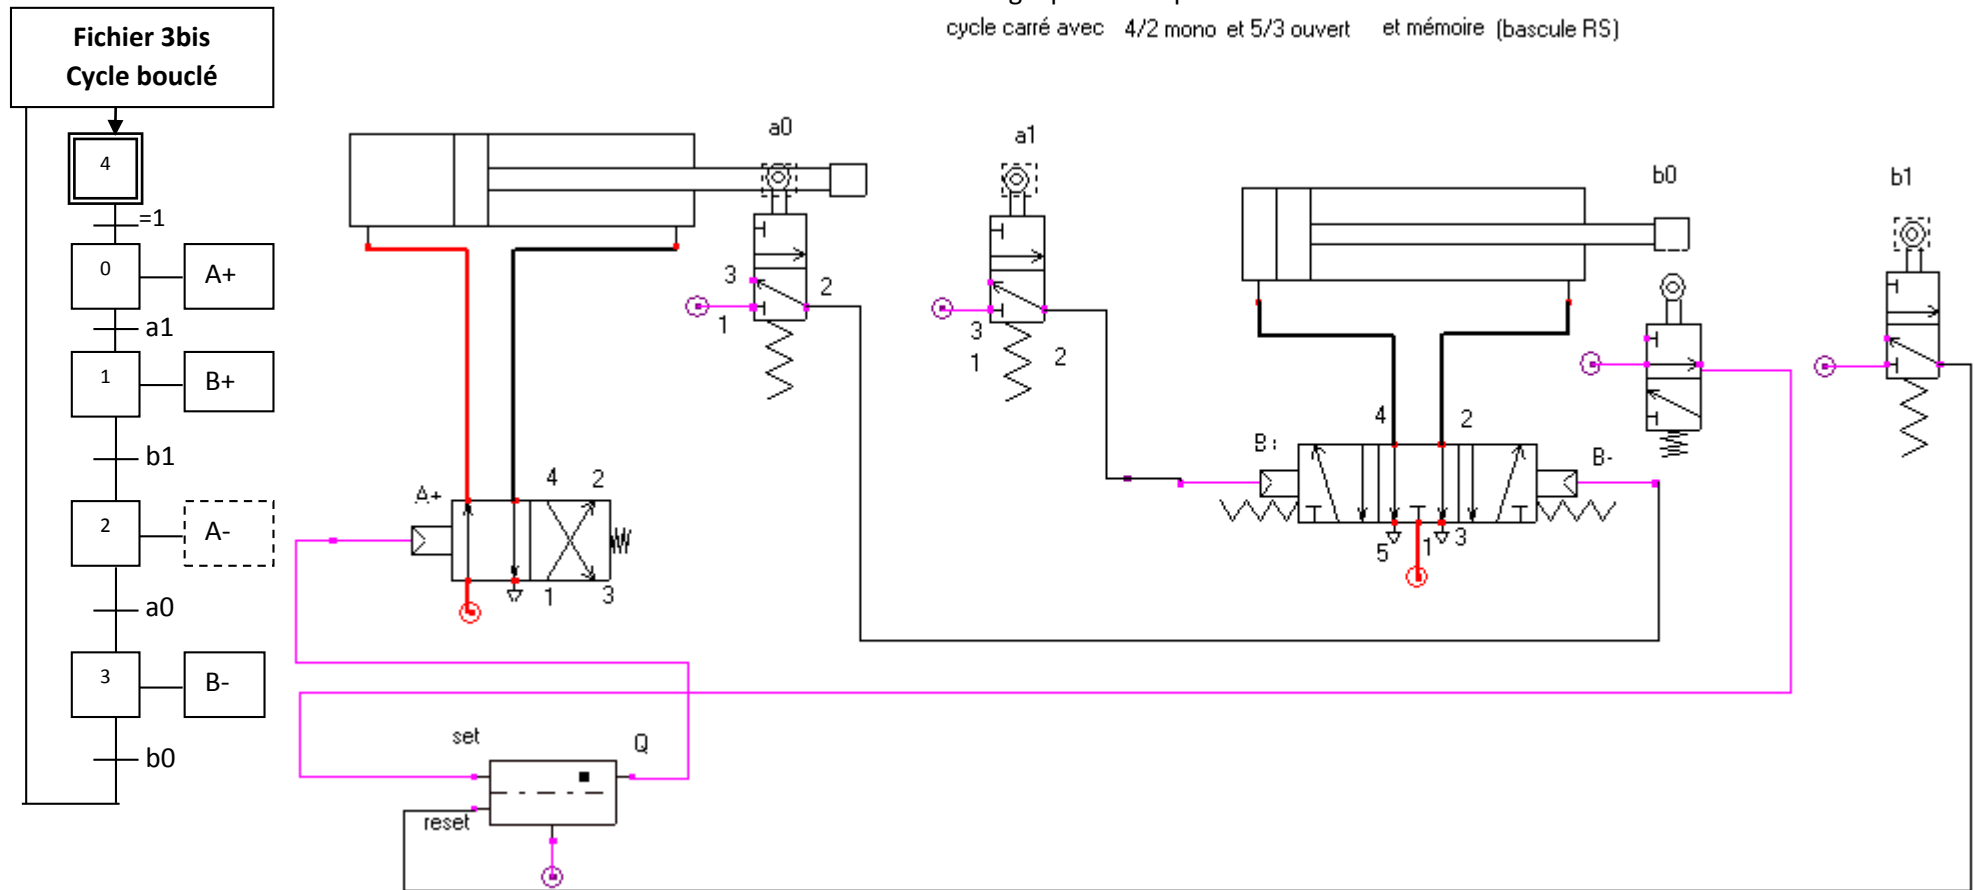 Fichier 3bis
Cycle bouclé
cycle carré avec 4/2 mono et 5/3 ouvert et mémoire (bascule RS)
4
=1
0
A+
a1
1
B+
b1
2
A-
a0
3
B-
b0
a0
3
2
1
a1
3
1
2
b0
b1
A+
4
2
1
3
4
2
B+
B-
5
1
3
set
Q
reset